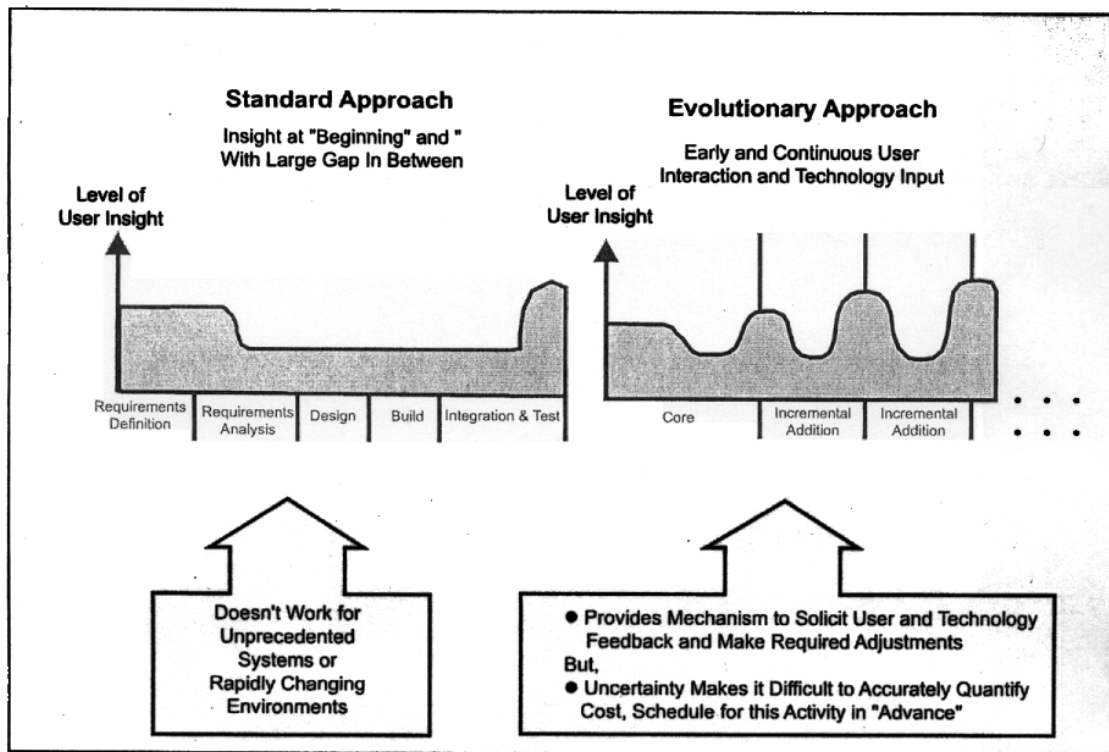 Standard Approach
Insight at "Beginning" and "
With Large Gap In Between
Level of
User Insight
Requirements
Definition
Requirements
Analysis
Design
Build
Integration & Test
Doesn't Work for
Unprecedented
Systems or
Rapidly Changing
Environments
Evolutionary Approach
Early and Continuous User
Interaction and Technology Input
Level of
User Insight
Core
Incremental
Addition
Incremental
Addition
• • •
• • •
● Provides Mechanism to Solicit User and Technology
Feedback and Make Required Adjustments
But,
● Uncertainty Makes it Difficult to Accurately Quantify
Cost, Schedule for this Activity in "Advance"